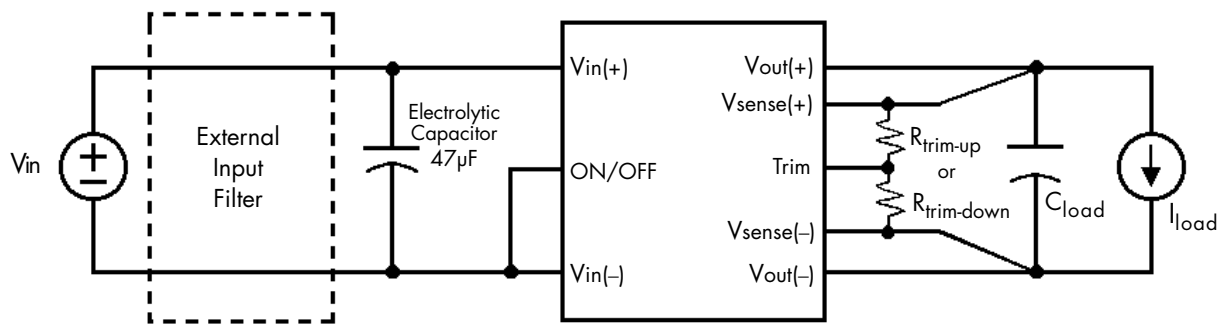 Vin
+
−
External
Input
Filter
Electrolytic
Capacitor
47µF
Vin(+)
ON/OFF
Vin(–)
Vout(+)
Vsense(+)
Trim
Vsense(–)
Vout(–)
Rtrim-up
or
Rtrim-down
Cload
Iload